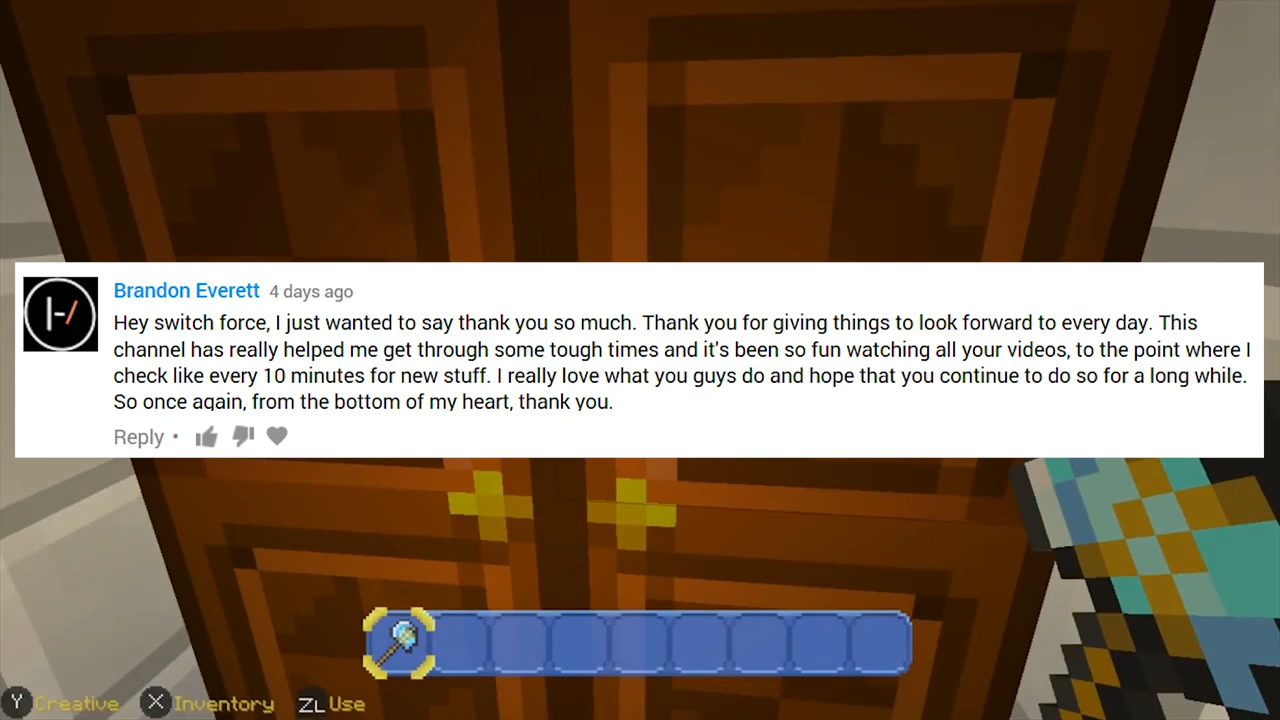 Brandon Everett 4 days ago
Hey switch force, I just wanted to say thank you so much. Thank you for giving things to look forward to every day. This
channel has really helped me get through some tough times and it's been so fun watching all your videos, to the point where I
check like every 10 minutes for new stuff. I really love what you guys do and hope that you continue to do so for a long while.
So once again, from the bottom of my heart, thank you.
Reply •
Y Creative X Inventory ZL Use